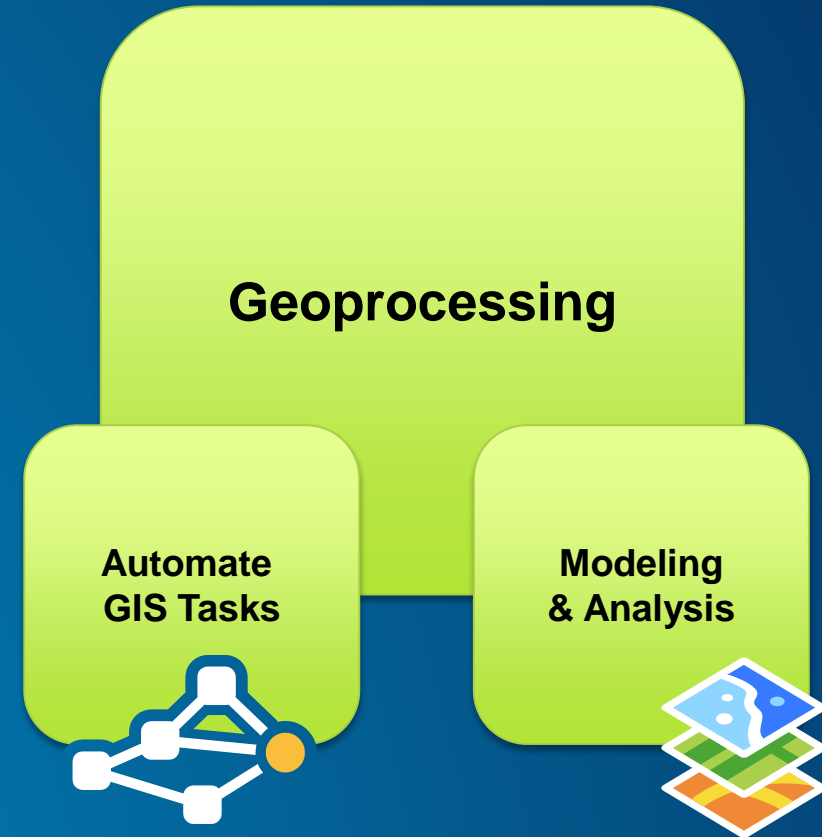 Geoprocessing
Automate
GIS Tasks
Modeling
& Analysis